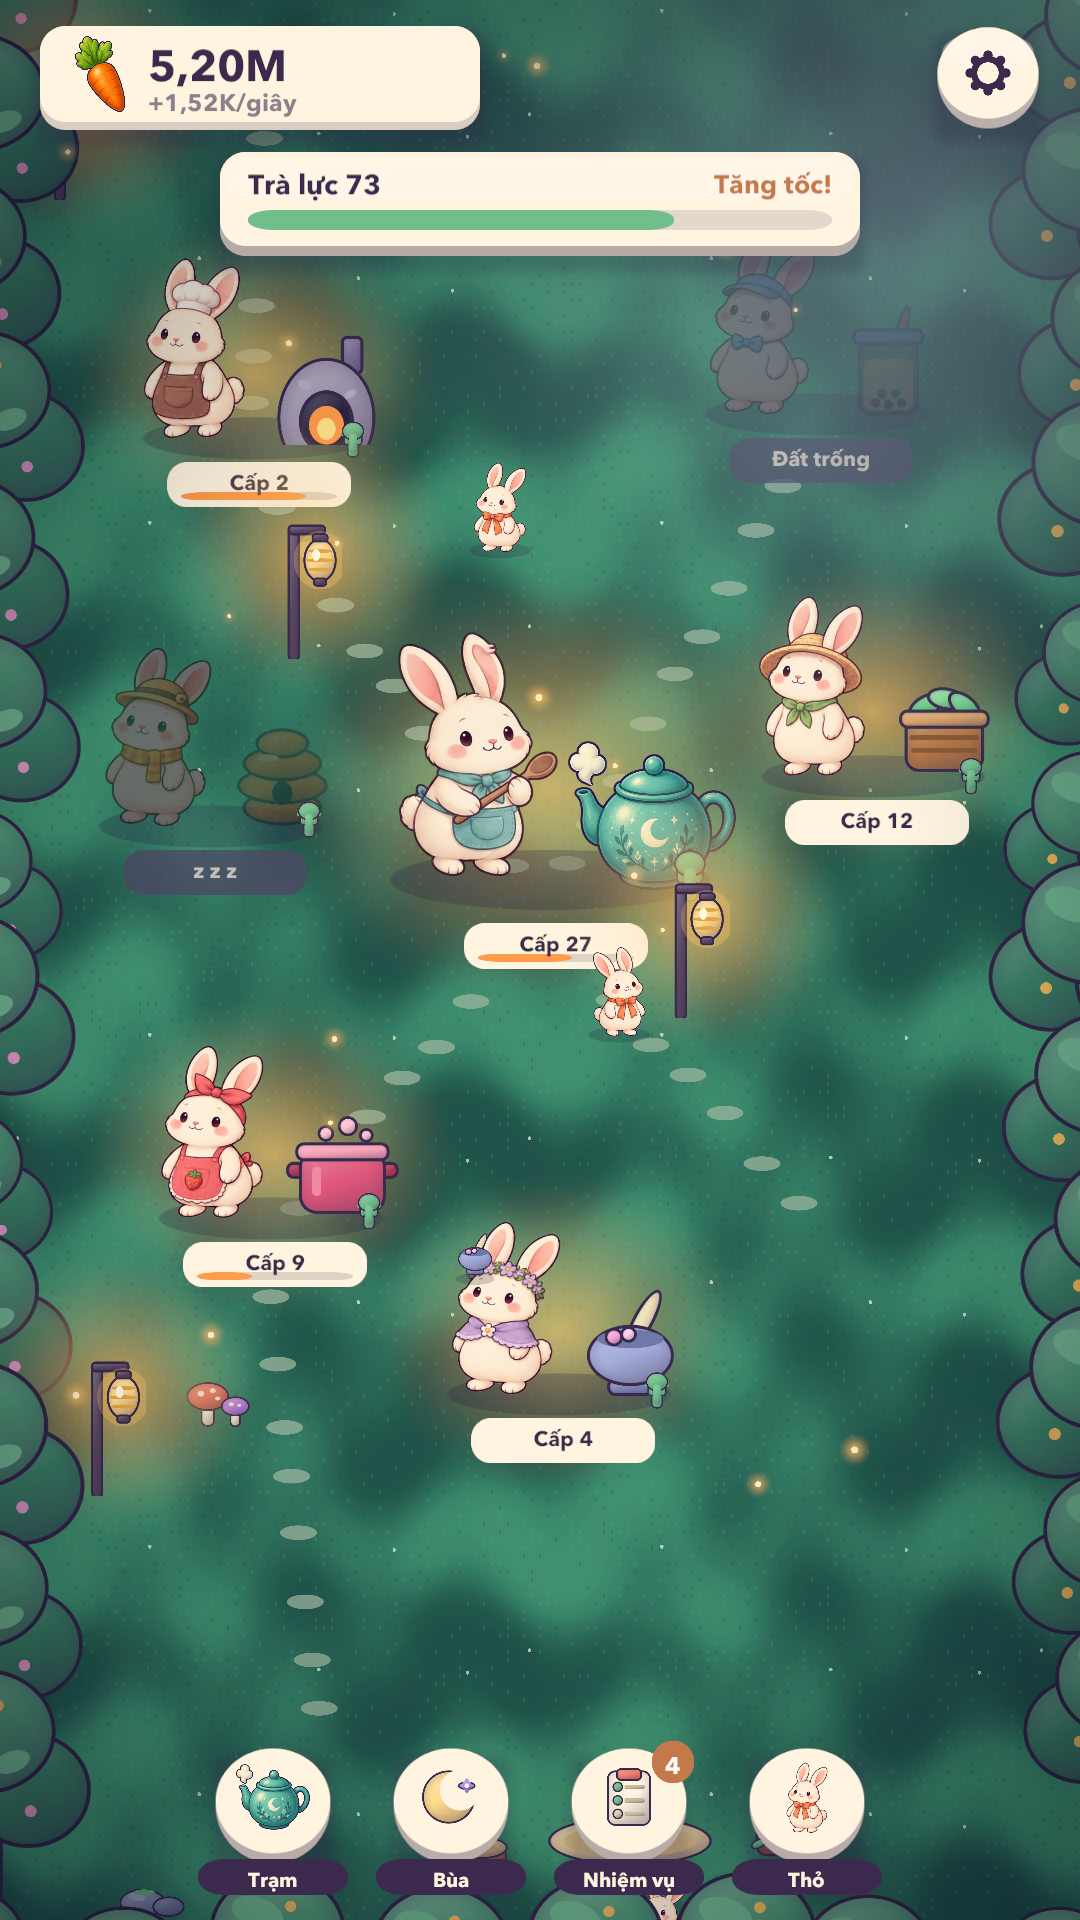 5,20M
+1,52K/giây
Trà lực 73
Tăng tốc!
Cấp 2
Đất trống
Cấp 12
z z z
Cấp 27
Cấp 9
Cấp 4
4
Trạm
Bùa
Nhiệm vụ
Thỏ